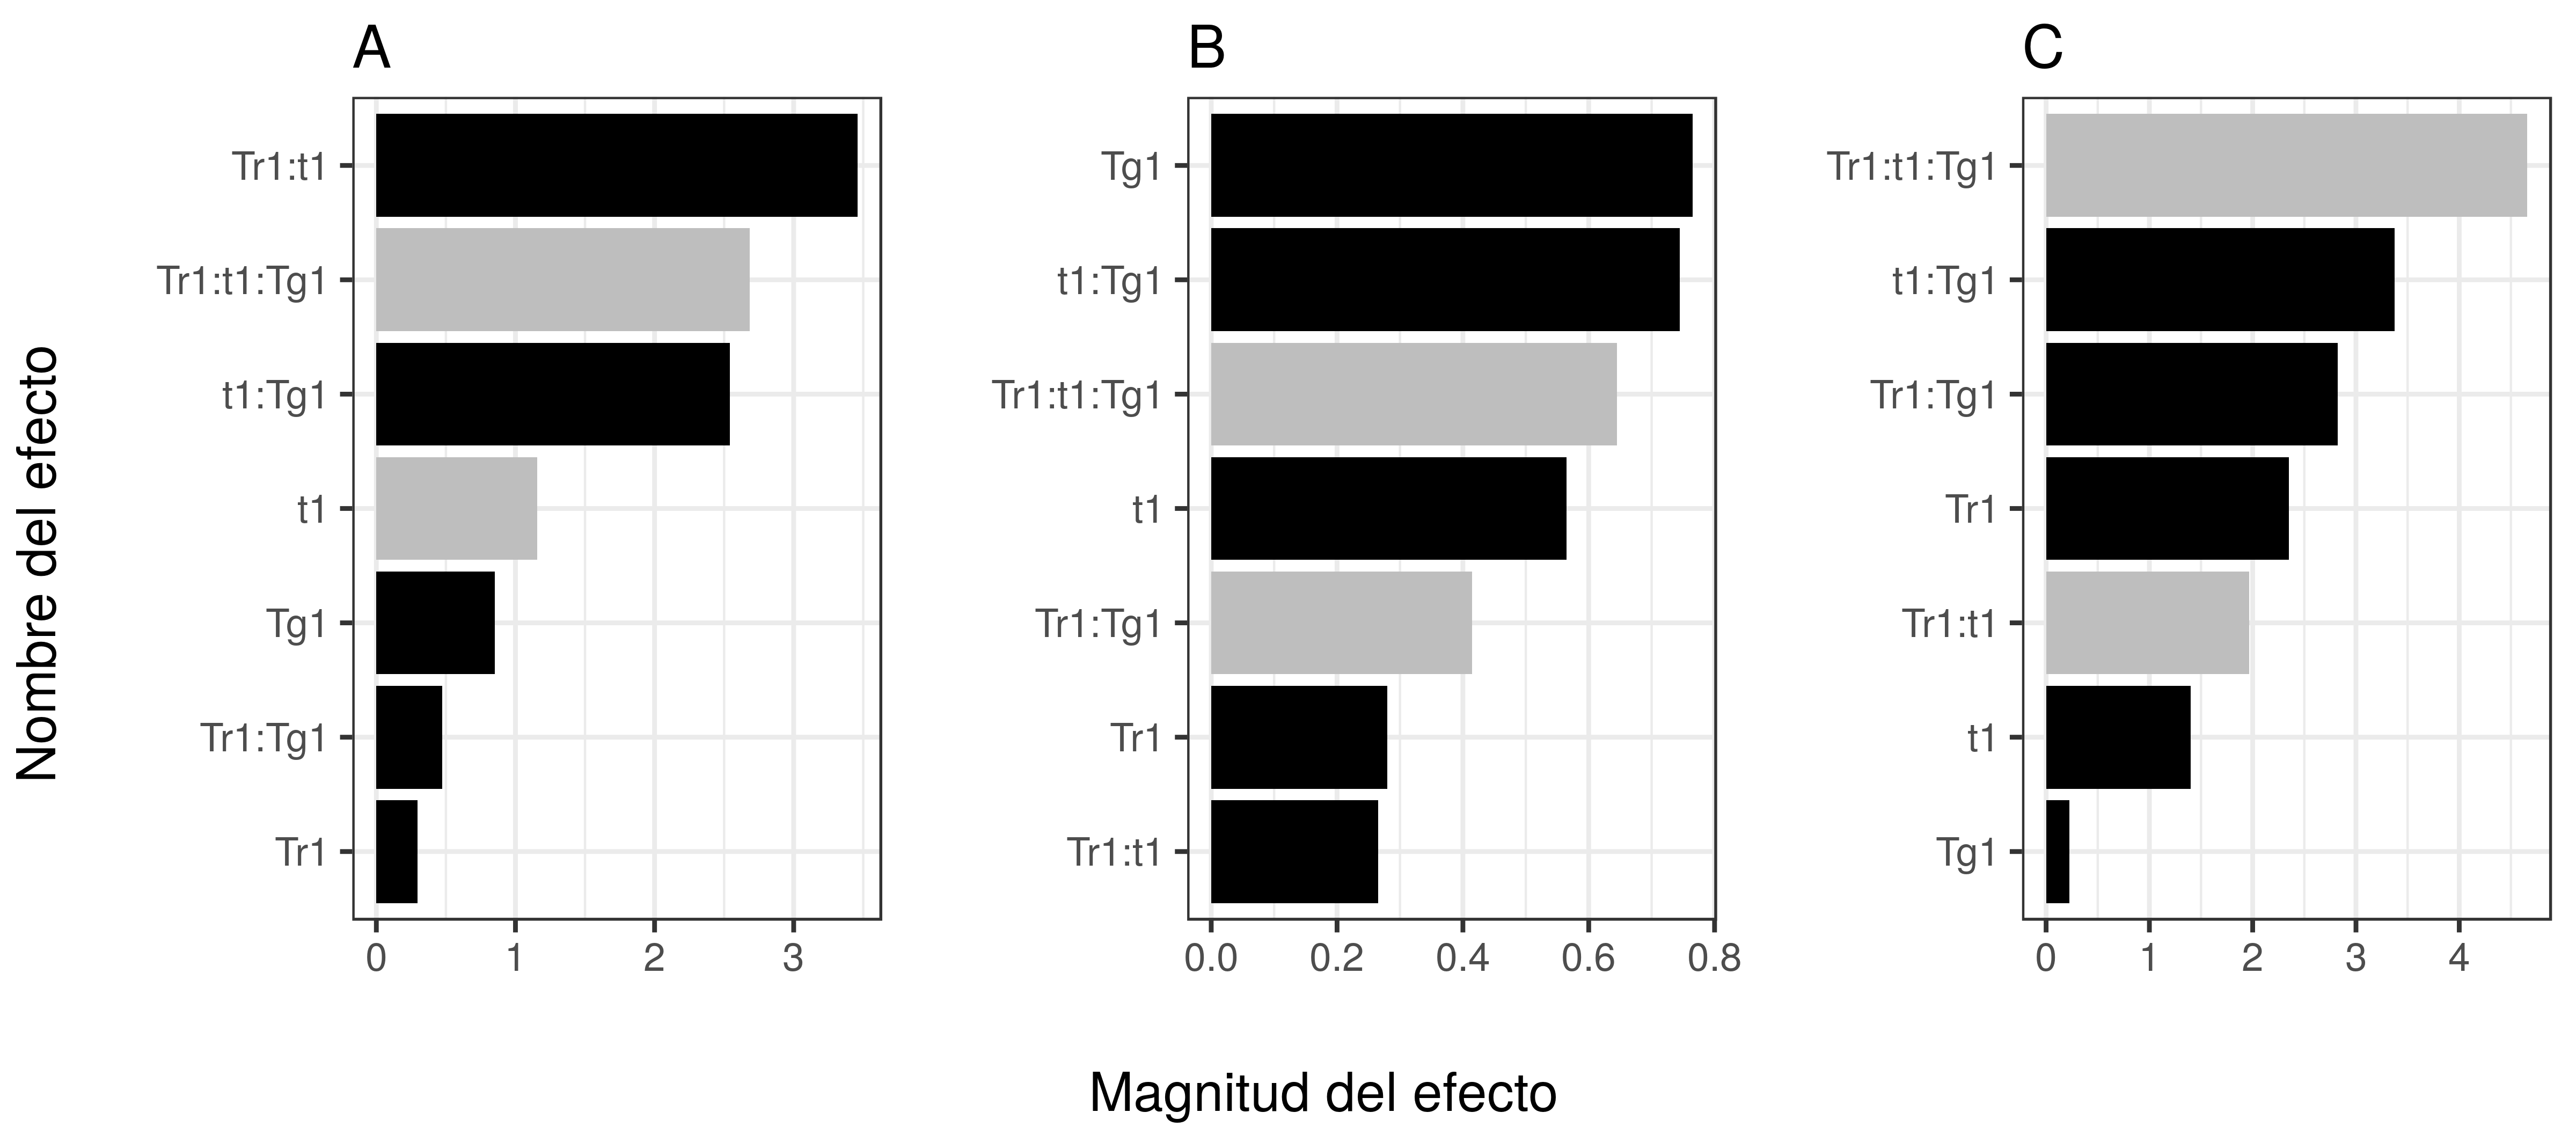 A
B
C
Nombre del efecto
Tr1:t1
Tr1:t1:Tg1
t1:Tg1
t1
Tg1
Tr1:Tg1
Tr1
0 1 2 3
Tg1
t1:Tg1
Tr1:t1:Tg1
t1
Tr1:Tg1
Tr1
Tr1:t1
0.0 0.2 0.4 0.6 0.8
Tr1:t1:Tg1
t1:Tg1
Tr1:Tg1
Tr1
Tr1:t1
t1
Tg1
0 1 2 3 4
Magnitud del efecto